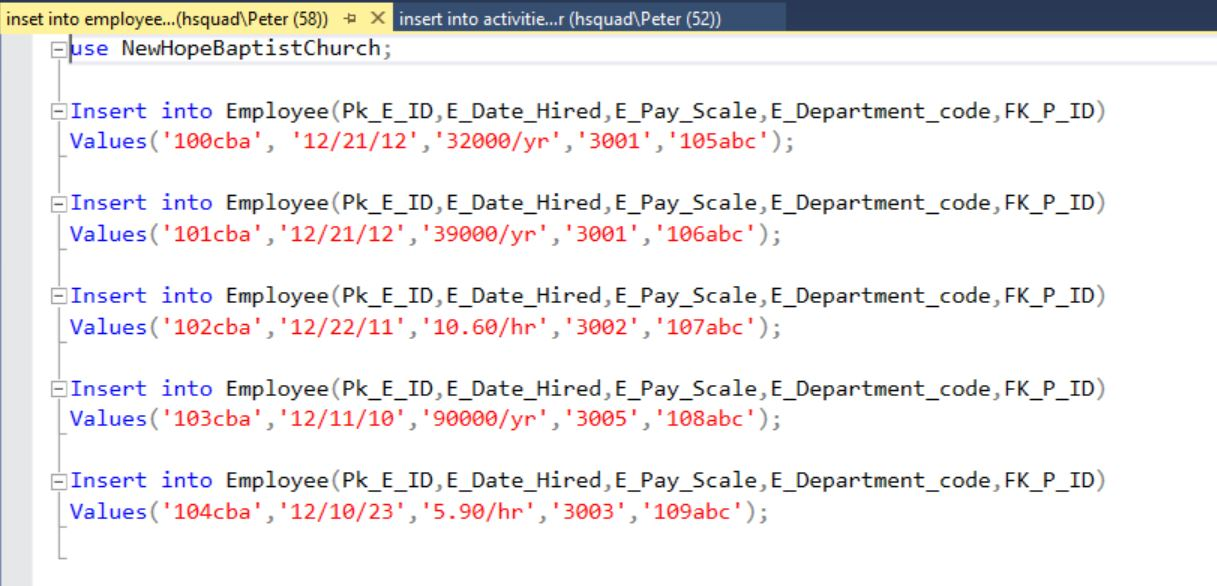 inset into employee...(hsquad\Peter (58))
insert into activitie...r (hsquad\Peter (52))
use NewHopeBaptistChurch;
Insert into Employee(Pk_E_ID,E_Date_Hired,E_Pay_Scale,E_Department_code,FK_P_ID)
Values('100cba', '12/21/12','32000/yr','3001','105abc');
Insert into Employee(Pk_E_ID,E_Date_Hired,E_Pay_Scale,E_Department_code,FK_P_ID)
Values('101cba','12/21/12','39000/yr','3001','106abc');
Insert into Employee(Pk_E_ID,E_Date_Hired,E_Pay_Scale,E_Department_code,FK_P_ID)
Values('102cba','12/22/11','10.60/hr','3002','107abc');
Insert into Employee(Pk_E_ID,E_Date_Hired,E_Pay_Scale,E_Department_code,FK_P_ID)
Values('103cba','12/11/10','90000/yr','3005','108abc');
Insert into Employee(Pk_E_ID,E_Date_Hired,E_Pay_Scale,E_Department_code,FK_P_ID)
Values('104cba','12/10/23','5.90/hr','3003','109abc');